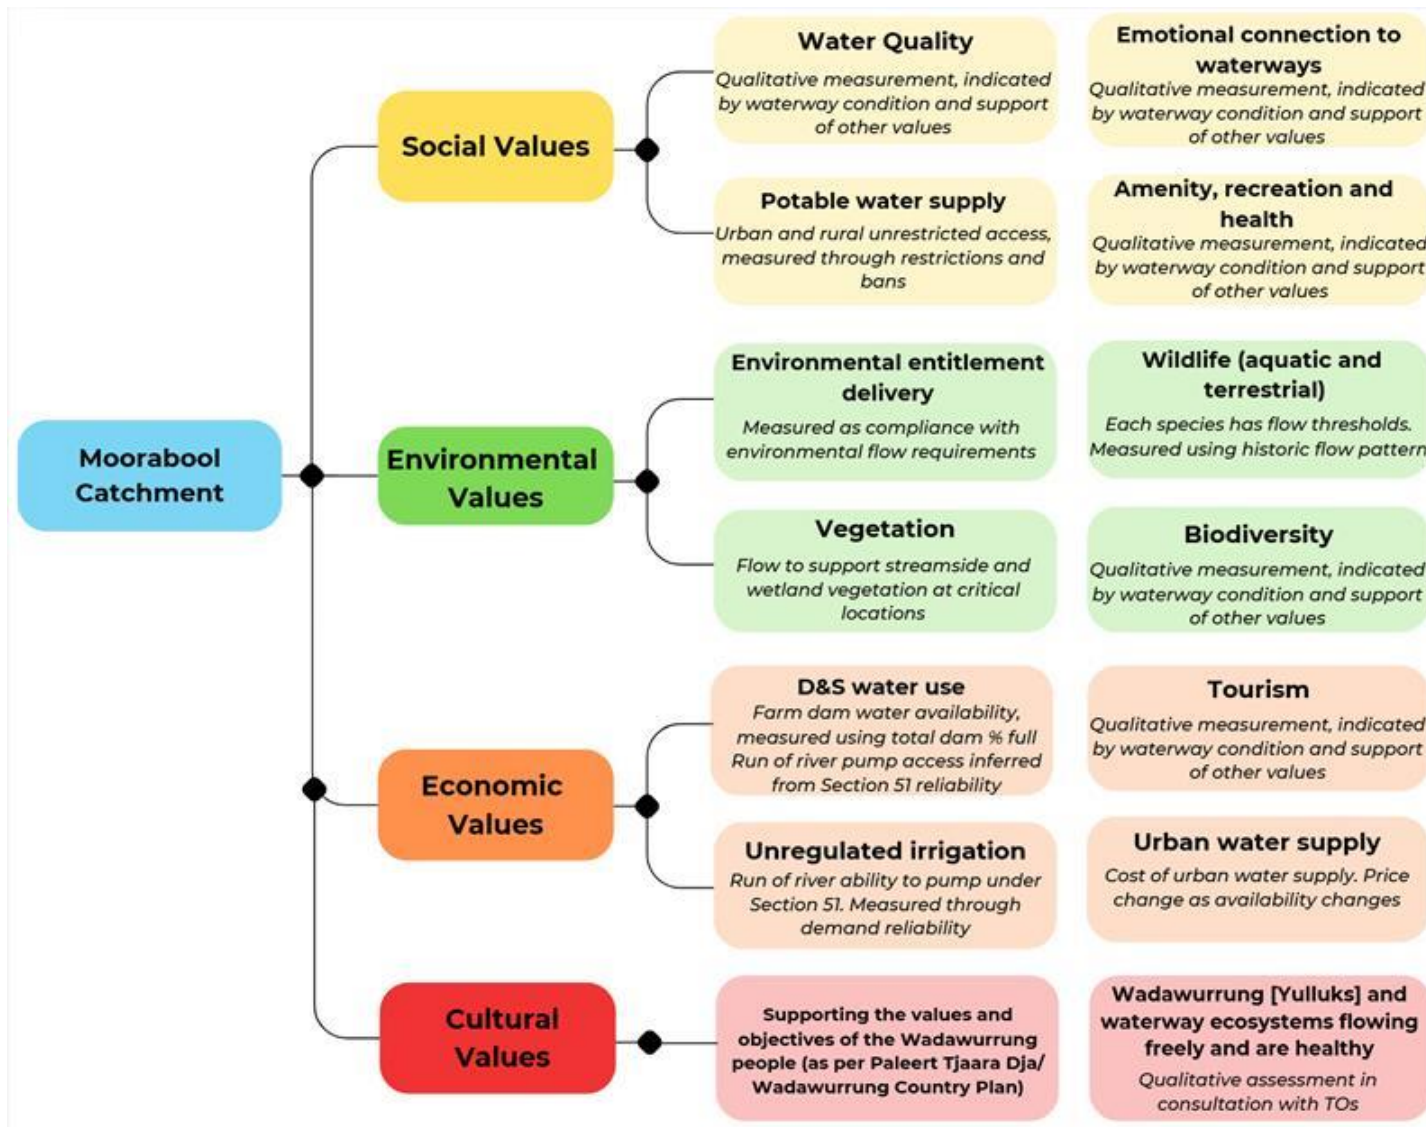 Moorabool
Catchment
Social Values
Water Quality
Qualitative measurement, indicated
by waterway condition and support
of other values
Emotional connection to
waterways
Qualitative measurement, indicated
by waterway condition and support
of other values
Potable water supply
Urban and rural unrestricted access,
measured through restrictions and
bans
Amenity, recreation and
health
Qualitative measurement, indicated
by waterway condition and support
of other values
Environmental
Values
Environmental entitlement
delivery
Measured as compliance with
environmental flow requirements
Wildlife (aquatic and
terrestrial)
Each species has flow thresholds.
Measured using historic flow pattern
Vegetation
Flow to support streamside and
wetland vegetation at critical
locations
Biodiversity
Qualitative measurement, indicated
by waterway condition and support
of other values
Economic
Values
D&S water use
Farm dam water availability,
measured using total dam % full
Run of river pump access inferred
from Section 51 reliability
Tourism
Qualitative measurement, indicated
by waterway condition and support
of other values
Unregulated irrigation
Run of river ability to pump under
Section 51. Measured through
demand reliability
Urban water supply
Cost of urban water supply. Price
change as availability changes
Cultural
Values
Supporting the values and
objectives of the Wadawurrung
people (as per Paleert Tjaara Dja/
Wadawurrung Country Plan)
Wadawurrung [Yulluks] and
waterway ecosystems flowing
freely and are healthy
Qualitative assessment in
consultation with TOs